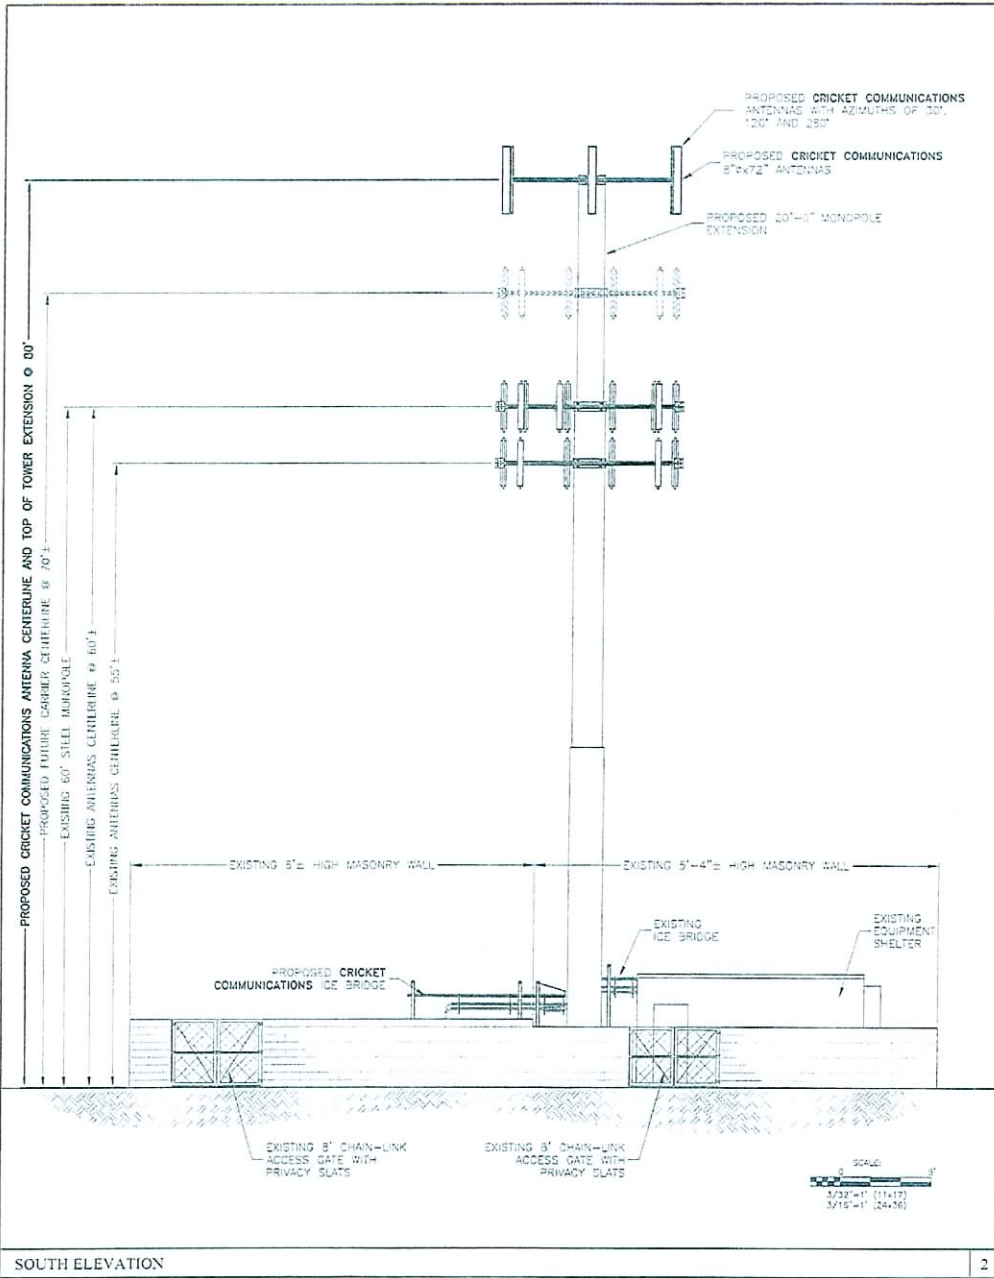 PROPOSED CRICKET COMMUNICATIONS
ANTENNAS WITH AZIMUTHS OF 30°,
120° AND 280°
PROPOSED CRICKET COMMUNICATIONS
8"øx72" ANTENNAS
PROPOSED 20'-0" MONOPOLE
EXTENSION
PROPOSED CRICKET COMMUNICATIONS ANTENNA CENTERLINE AND TOP OF TOWER EXTENSION @ 80'
PROPOSED FUTURE CARRIER CENTERLINE @ 70'±
EXISTING 60' STEEL MONOPOLE
EXISTING ANTENNAS CENTERLINE @ 60'±
EXISTING ANTENNAS CENTERLINE @ 55'±
EXISTING 6'± HIGH MASONRY WALL
EXISTING 5'-4"± HIGH MASONRY WALL
EXISTING
ICE BRIDGE
EXISTING
EQUIPMENT
SHELTER
PROPOSED CRICKET
COMMUNICATIONS ICE BRIDGE
EXISTING 8' CHAIN-LINK
ACCESS GATE WITH
PRIVACY SLATS
EXISTING 8' CHAIN-LINK
ACCESS GATE WITH
PRIVACY SLATS
SCALE:
0
3/32"=1' (11x17)
3/16"=1' (24x36)
SOUTH ELEVATION
2